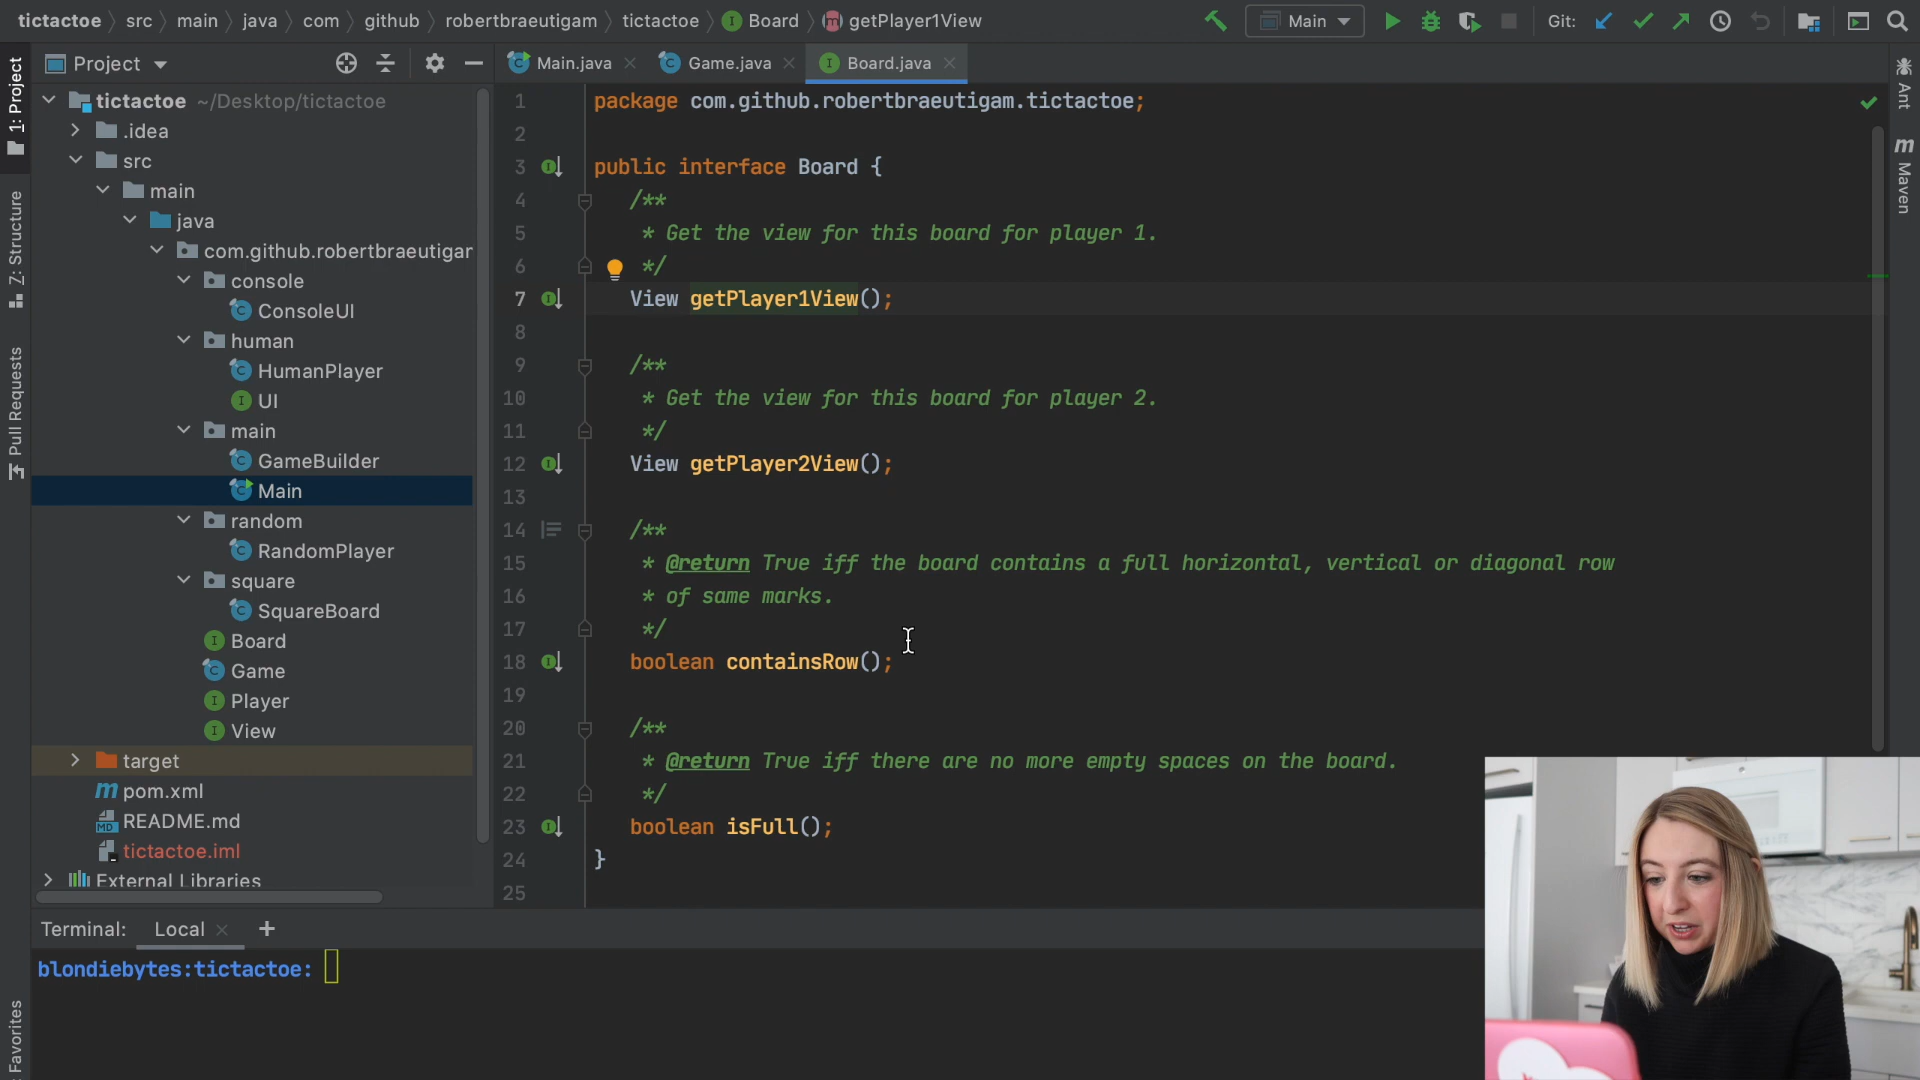 tictactoe src main java com github robertbraeutigam tictactoe Board getPlayer1View Main Git:
Project Main.java Game.java Board.java
1: Project
Z: Structure
Pull Requests
Favorites
tictactoe ~/Desktop/tictactoe
.idea
src
main
java
com.github.robertbraeutigar
console
ConsoleUI
human
HumanPlayer
UI
main
GameBuilder
Main
random
RandomPlayer
square
SquareBoard
Board
Game
Player
View
target
pom.xml
README.md
tictactoe.iml
External Libraries
1 package com.github.robertbraeutigam.tictactoe;
2
3 public interface Board {
4 /**
5 * Get the view for this board for player 1.
6 */
7 View getPlayer1View();
8
9 /**
10 * Get the view for this board for player 2.
11 */
12 View getPlayer2View();
13
14 /**
15 * @return True iff the board contains a full horizontal, vertical or diagonal row
16 * of same marks.
17 */
18 boolean containsRow();
19
20 /**
21 * @return True iff there are no more empty spaces on the board.
22 */
23 boolean isFull();
24 }
25
Ant
Maven
Terminal: Local +
blondiebytes:tictactoe: